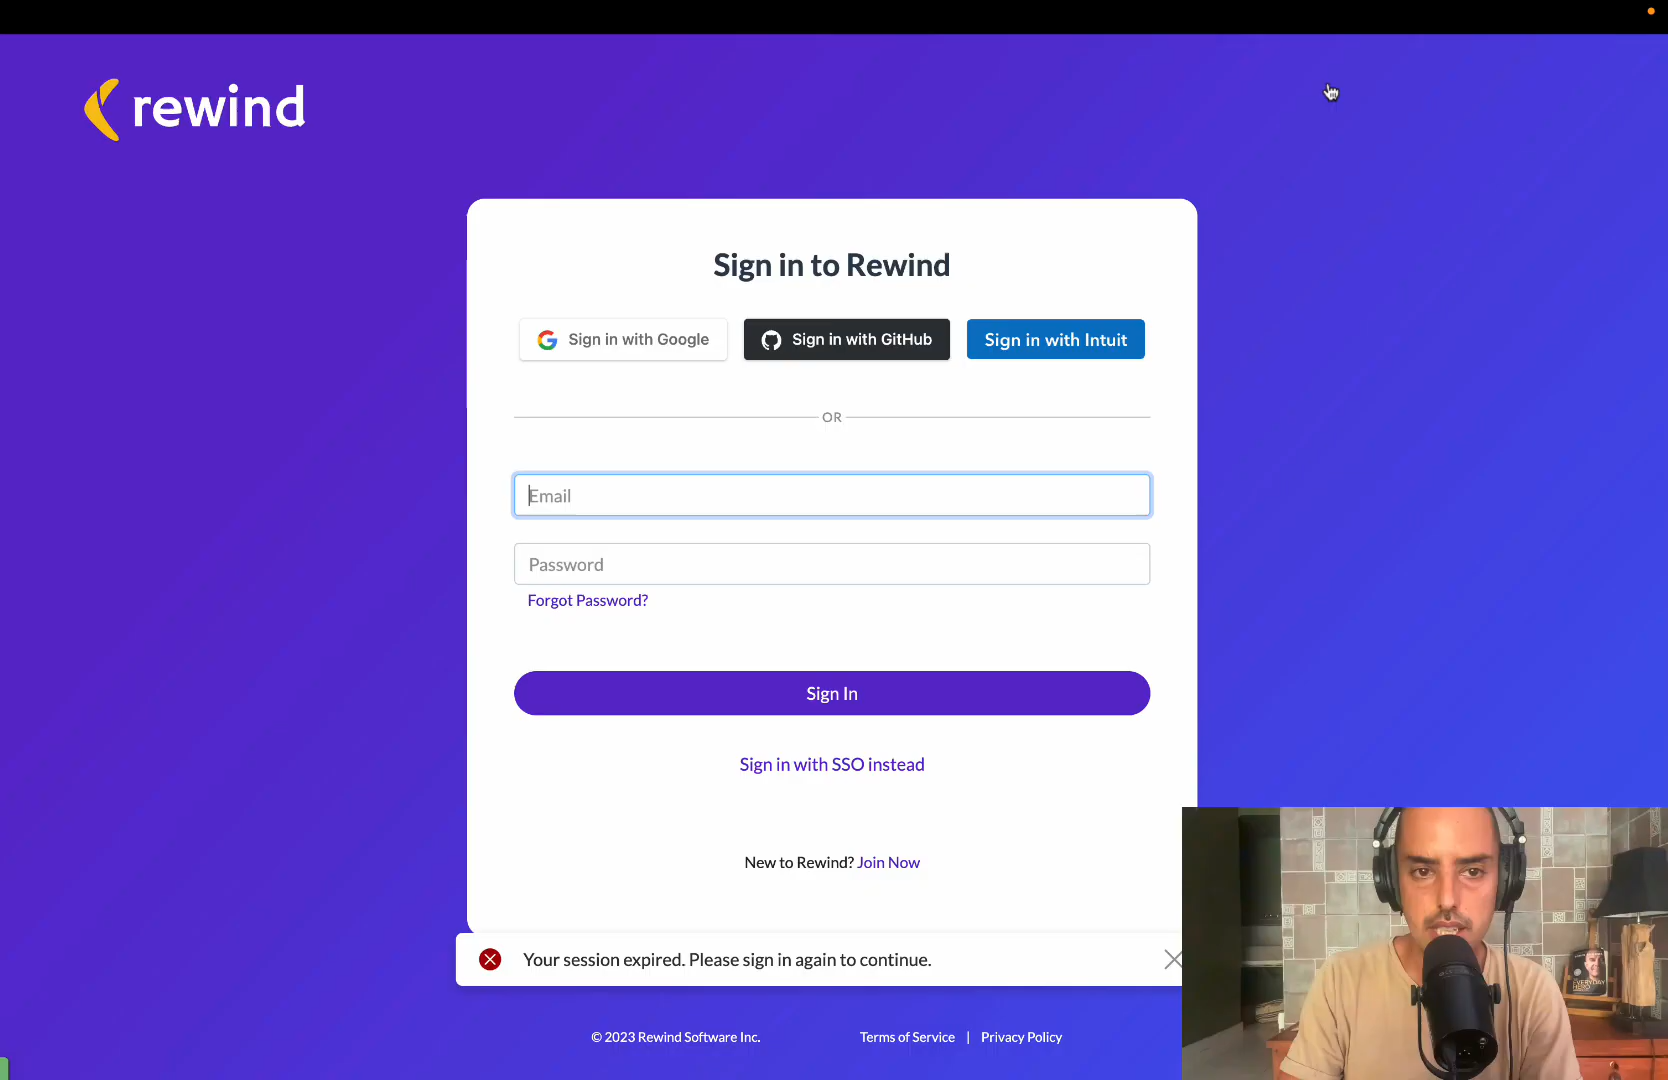 rewind
Sign in to Rewind
Sign in with Google
Sign in with GitHub
Sign in with Intuit
OR
Email
Password
Forgot Password?
Sign In
Sign in with SSO instead
New to Rewind? Join Now
Your session expired. Please sign in again to continue.
© 2023 Rewind Software Inc.
Terms of Service | Privacy Policy
EVERYDAY
HERO